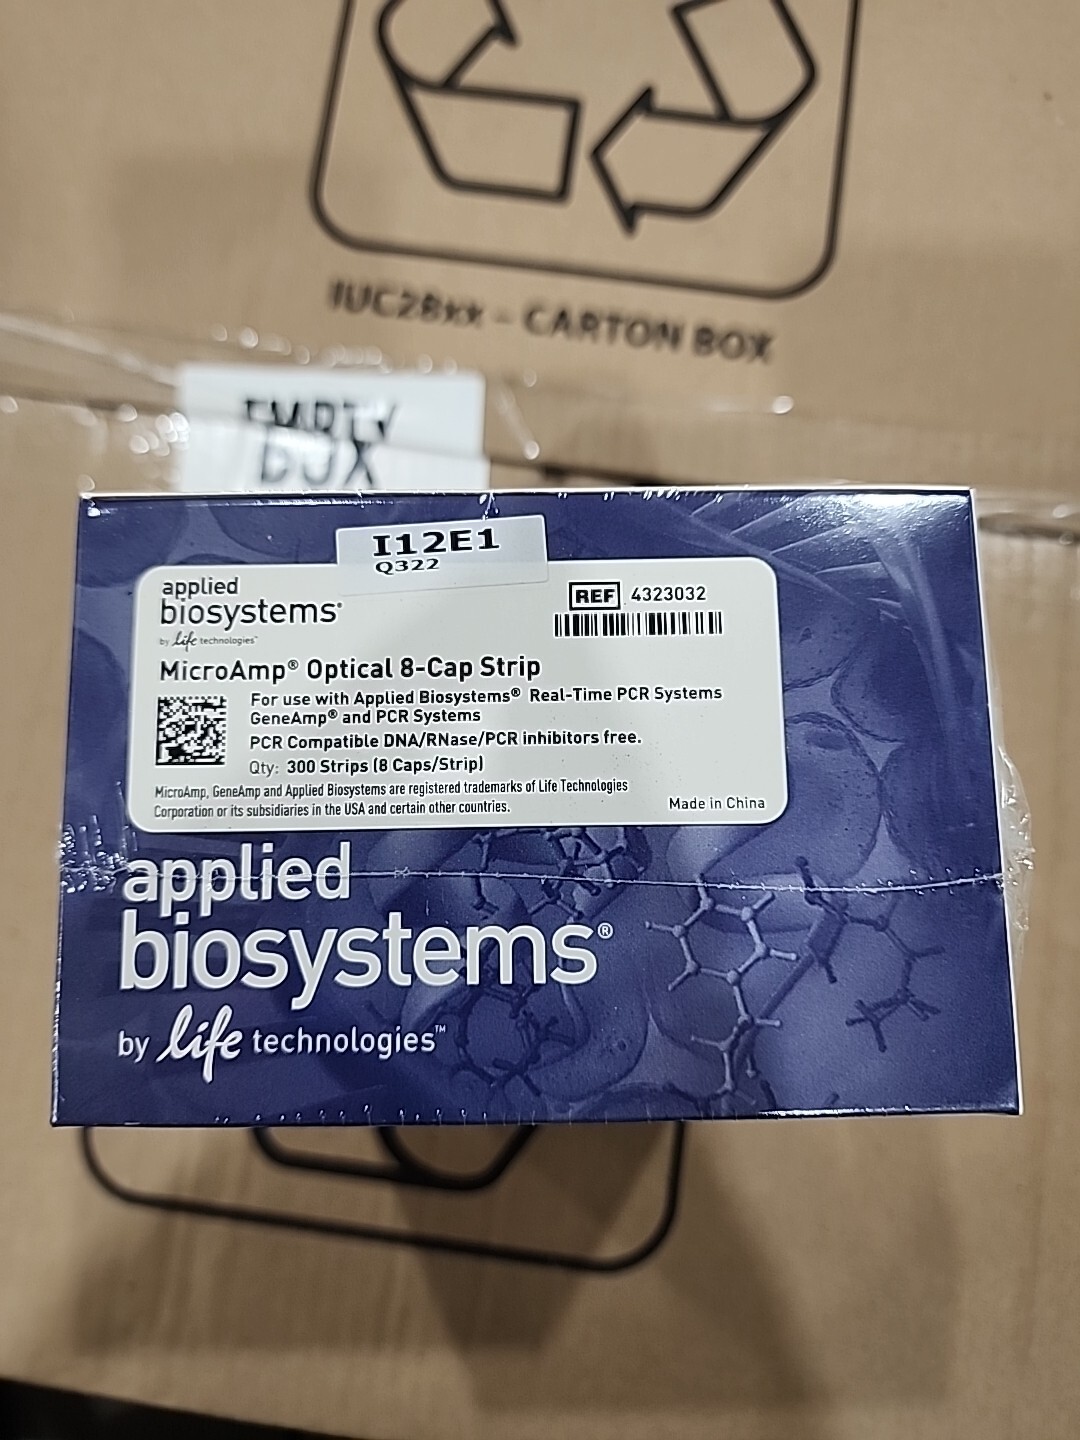 IUC28xx - CARTON BOX
EMPTY
BOX
I12E1
Q322
applied
biosystems®
by life technologies™
REF 4323032
MicroAmp® Optical 8-Cap Strip
For use with Applied Biosystems® Real-Time PCR Systems
GeneAmp® and PCR Systems
PCR Compatible DNA/RNase/PCR inhibitors free.
Qty: 300 Strips (8 Caps/Strip)
MicroAmp, GeneAmp and Applied Biosystems are registered trademarks of Life Technologies
Corporation or its subsidiaries in the USA and certain other countries.
Made in China
applied
biosystems®
by life technologies™